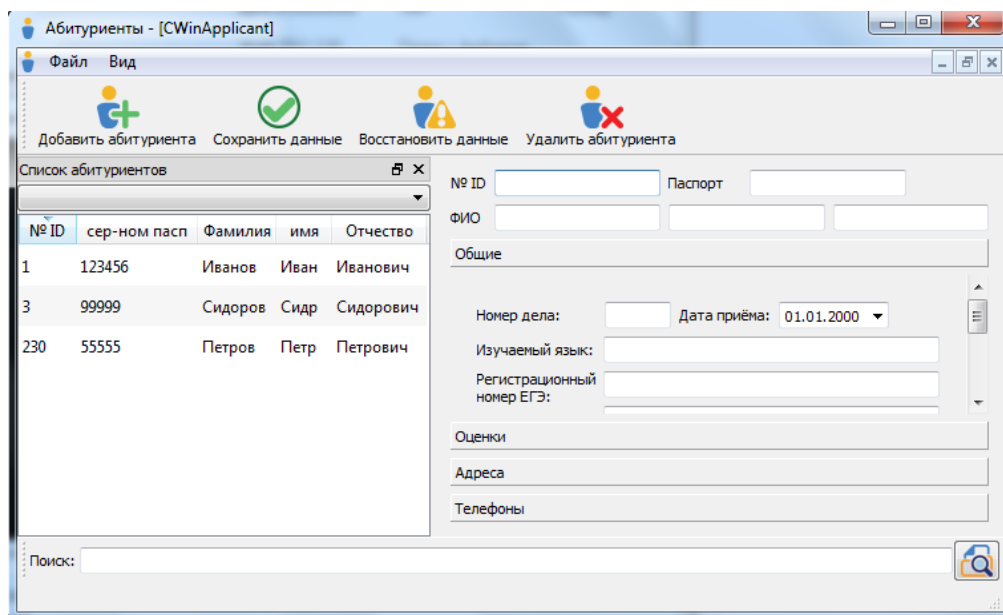 Абитуриенты - [CWinApplicant]
Файл Вид
Добавить абитуриента Сохранить данные Восстановить данные Удалить абитуриента
Список абитуриентов
№ ID сер-ном пасп Фамилия имя Отчество
1 123456 Иванов Иван Иванович
3 99999 Сидоров Сидр Сидорович
230 55555 Петров Петр Петрович
№ ID Паспорт
ФИО
Общие
Номер дела: Дата приёма: 01.01.2000
Изучаемый язык:
Регистрационный
номер ЕГЭ:
Оценки
Адреса
Телефоны
Поиск: